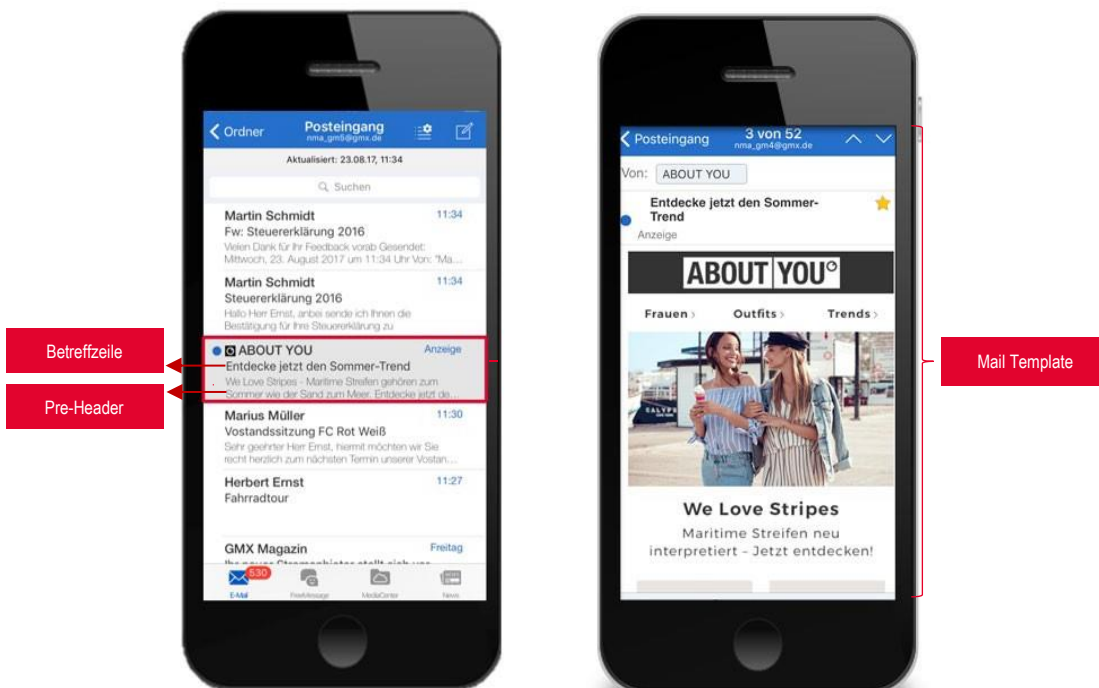 Ordner
Posteingang
nma_gm5@gmx.de
Aktualisiert: 23.08.17, 11:34
Suchen
Martin Schmidt 11:34
Fw: Steuererklärung 2016
Vielen Dank für Ihr Feedback vorab Gesendet:
Mittwoch, 23. August 2017 um 11:34 Uhr Von: "Ma...
Martin Schmidt 11:34
Steuererklärung 2016
Hallo Herr Ernst, anbei sende ich Ihnen die
Bestätigung für Ihre Steuererklärung zu
ABOUT YOU Anzeige
Entdecke jetzt den Sommer-Trend
We Love Stripes - Maritime Streifen gehören zum
Sommer wie der Sand zum Meer. Entdecke jetzt de...
Marius Müller 11:30
Vostandssitzung FC Rot Weiß
Sehr geehrter Herr Ernst, hiermit möchten wir Sie
recht herzlich zum nächsten Termin unserer Vostan...
Herbert Ernst 11:27
Fahrradtour
GMX Magazin Freitag
530
E-Mail FreeMessage MediaCenter News
Betreffzeile
Pre-Header
Posteingang
3 von 52
nma_gm4@gmx.de
Von: ABOUT YOU
Entdecke jetzt den Sommer-
Trend
Anzeige
ABOUT YOU°
Frauen > Outfits > Trends >
We Love Stripes
Maritime Streifen neu
interpretiert – Jetzt entdecken!
Mail Template